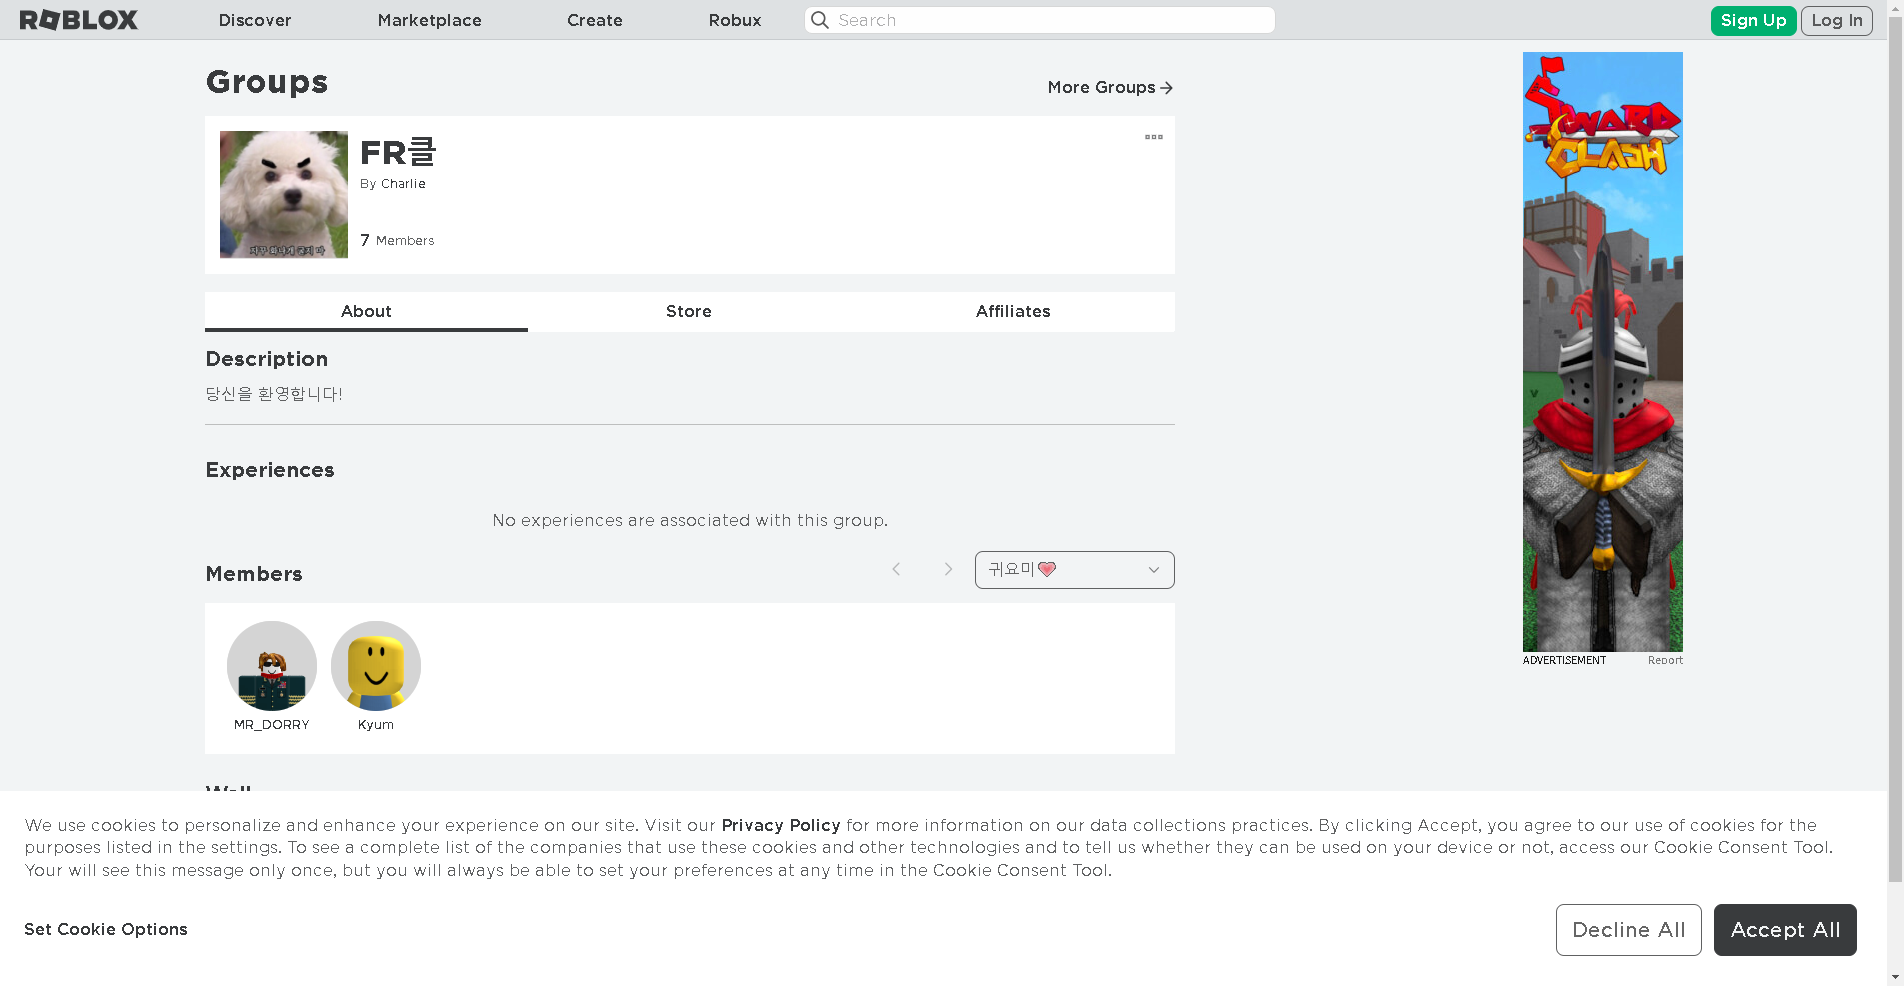 ROBLOX
Discover
Marketplace
Create
Robux
Search
Sign Up
Log In
Groups
More Groups
FR클
By Charlie
7 Members
About
Store
Affiliates
Description
당신을 환영합니다!
Experiences
No experiences are associated with this group.
Members
귀요미
MR_DORRY
Kyum
Wall
SWORD
CLASH
ADVERTISEMENT
Report
We use cookies to personalize and enhance your experience on our site. Visit our Privacy Policy for more information on our data collections practices. By clicking Accept, you agree to our use of cookies for the
purposes listed in the settings. To see a complete list of the companies that use these cookies and other technologies and to tell us whether they can be used on your device or not, access our Cookie Consent Tool.
Your will see this message only once, but you will always be able to set your preferences at any time in the Cookie Consent Tool.
Set Cookie Options
Decline All
Accept All